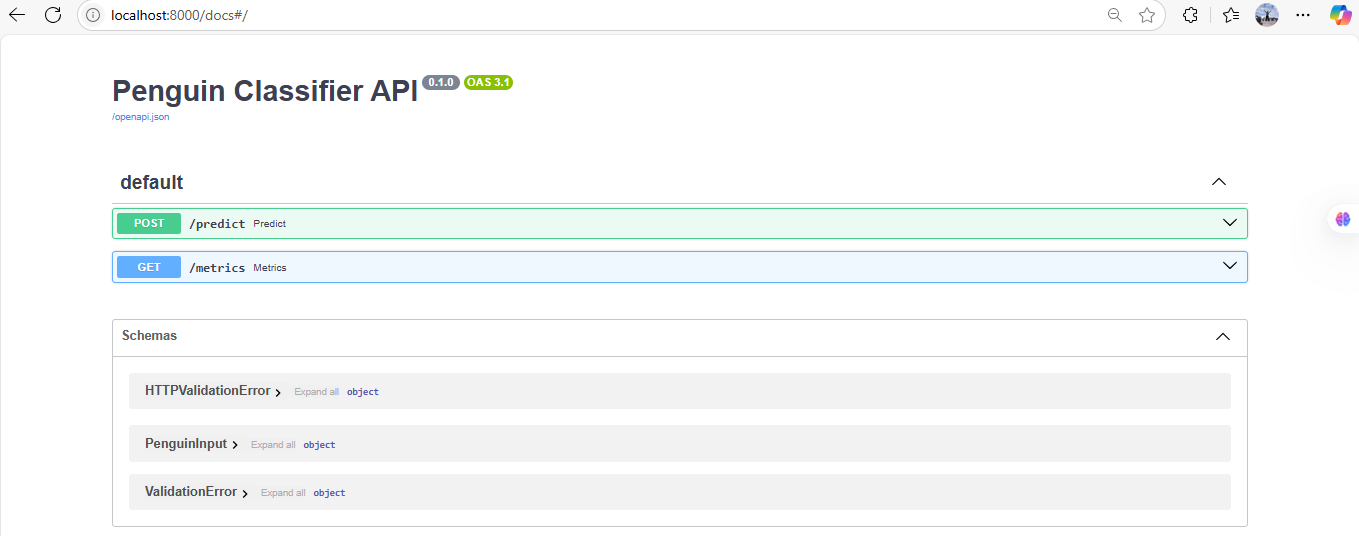 localhost:8000/docs#/
Penguin Classifier API 0.1.0 OAS 3.1
/openapi.json
default
POST /predict Predict
GET /metrics Metrics
Schemas
HTTPValidationError Expand all object
PenguinInput Expand all object
ValidationError Expand all object